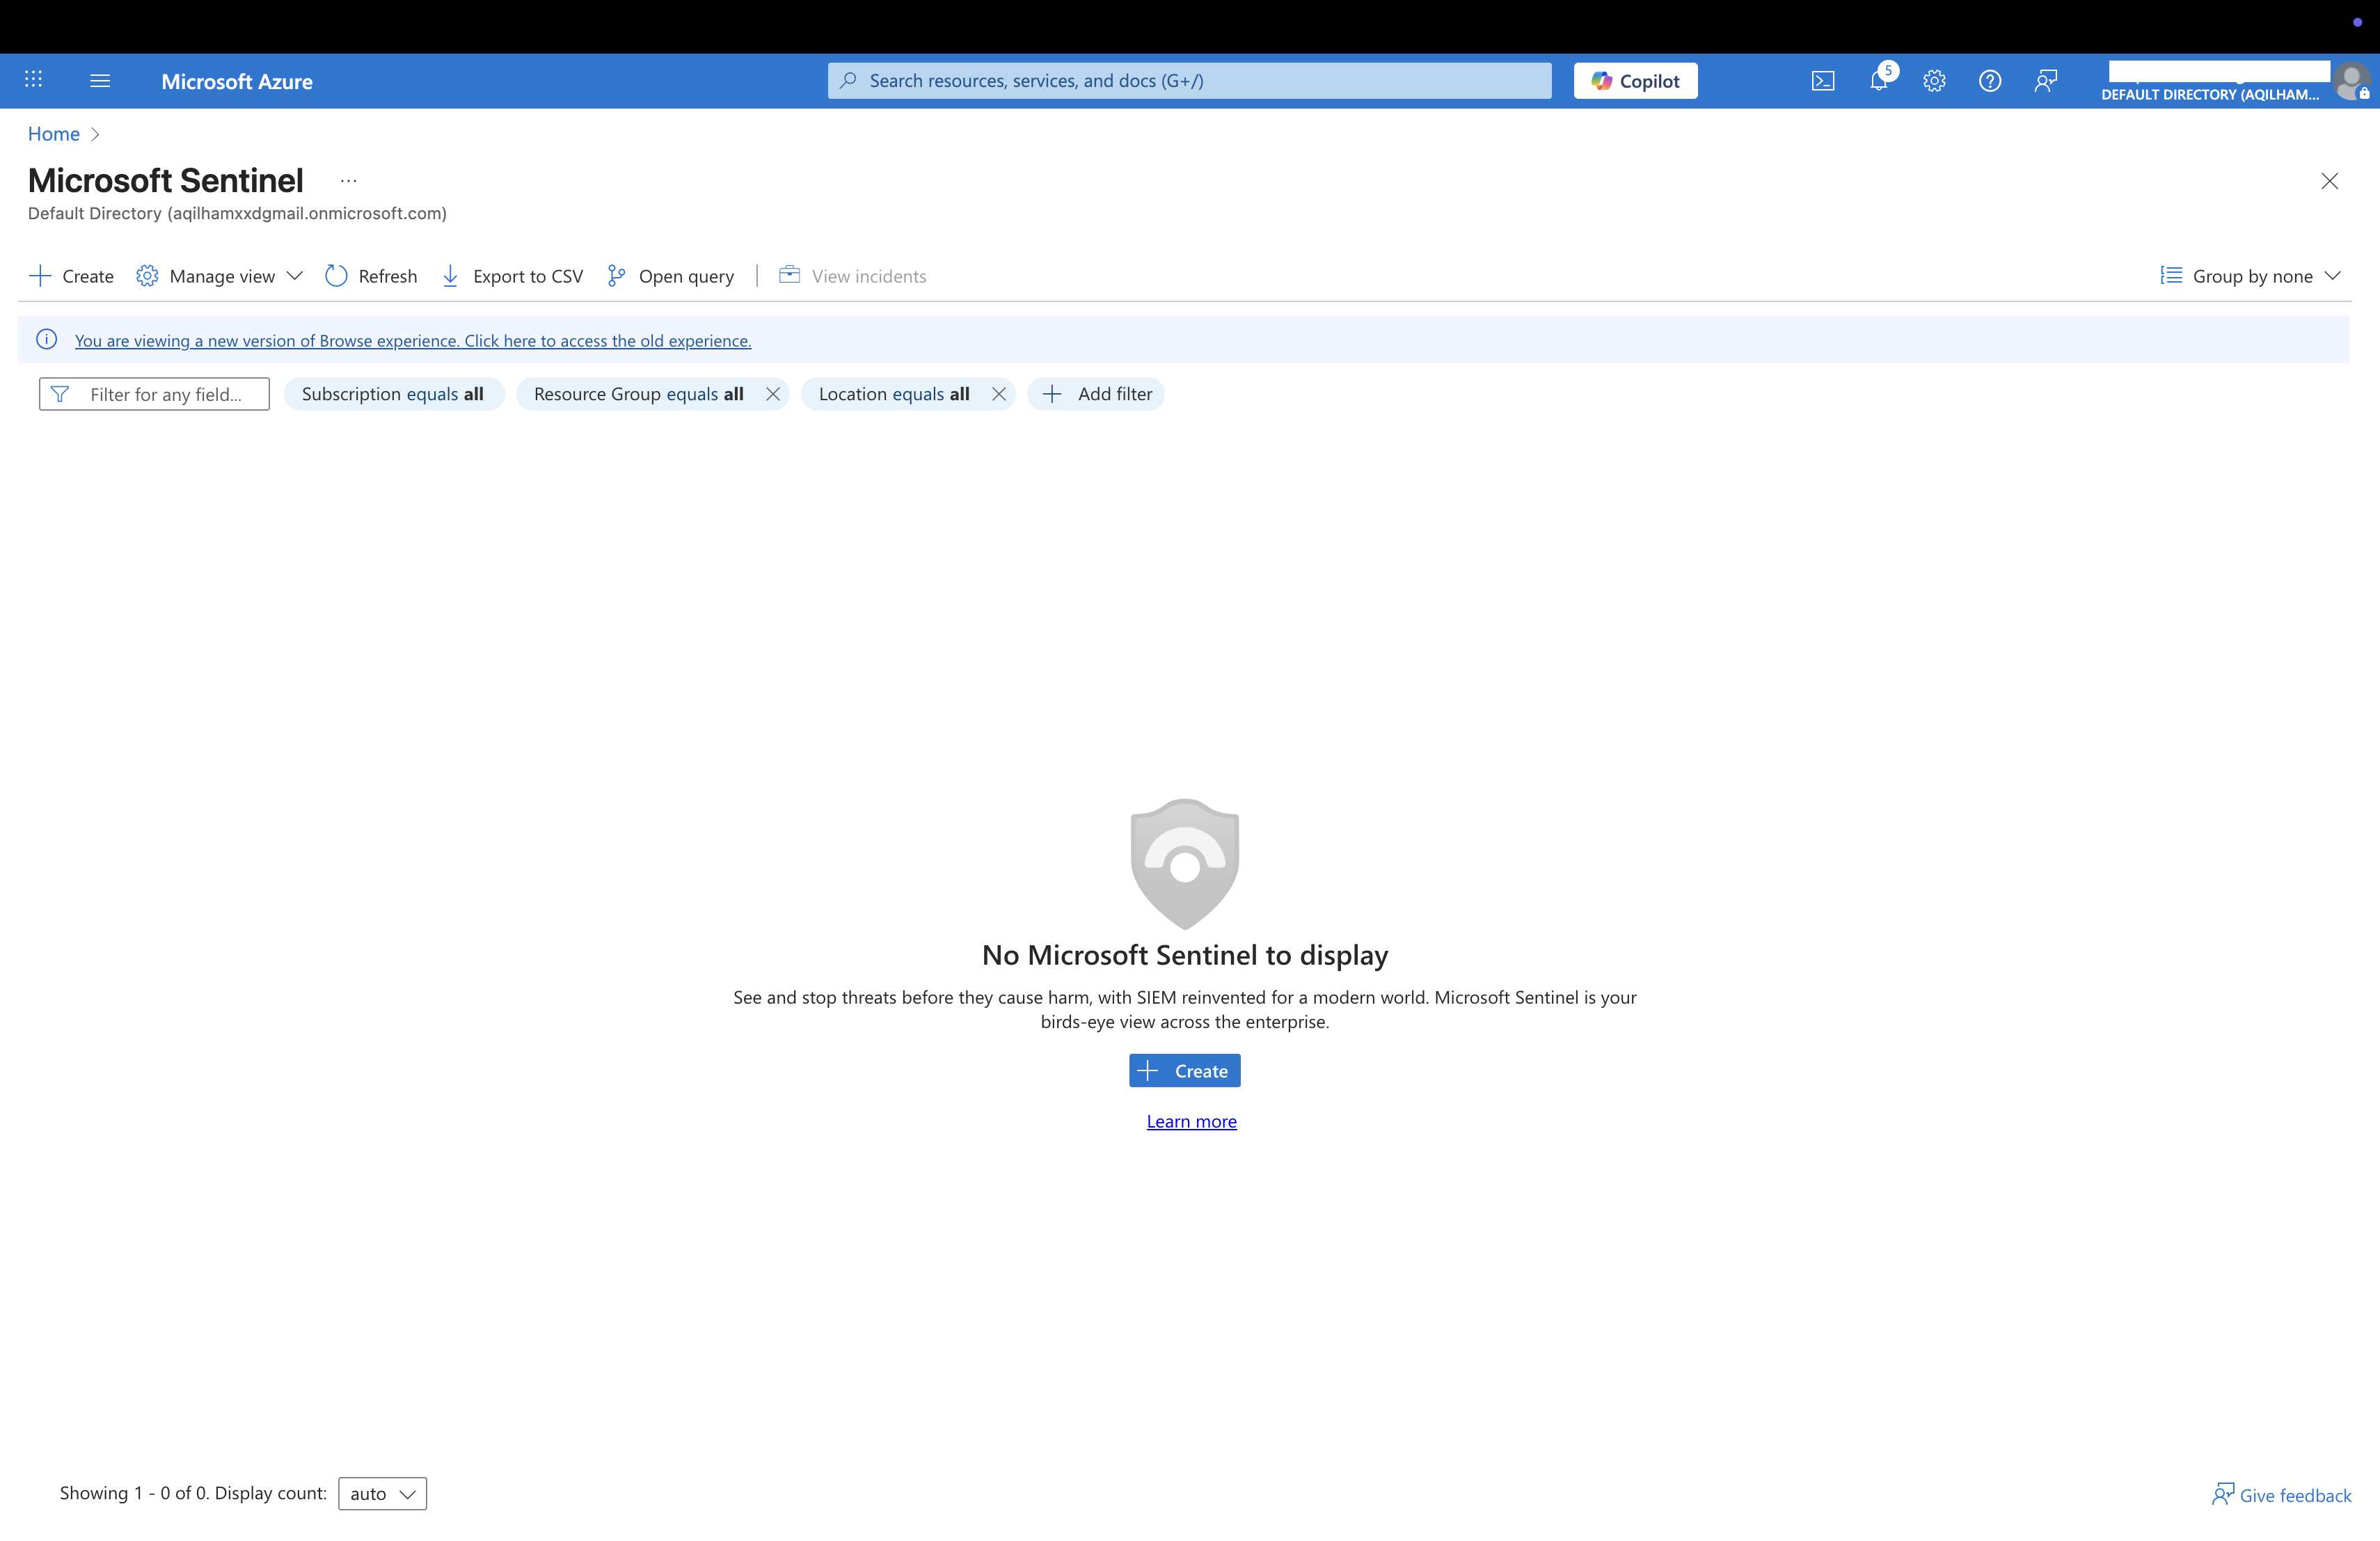 Microsoft Azure
Search resources, services, and docs (G+/)
Copilot
5
DEFAULT DIRECTORY (AQILHAM...
Home
Microsoft Sentinel ...
Default Directory (aqilhamxxdgmail.onmicrosoft.com)
Create Manage view Refresh Export to CSV Open query View incidents Group by none
You are viewing a new version of Browse experience. Click here to access the old experience.
Filter for any field... Subscription equals all Resource Group equals all Location equals all Add filter
No Microsoft Sentinel to display
See and stop threats before they cause harm, with SIEM reinvented for a modern world. Microsoft Sentinel is your
birds-eye view across the enterprise.
Create
Learn more
Showing 1 - 0 of 0. Display count: auto
Give feedback